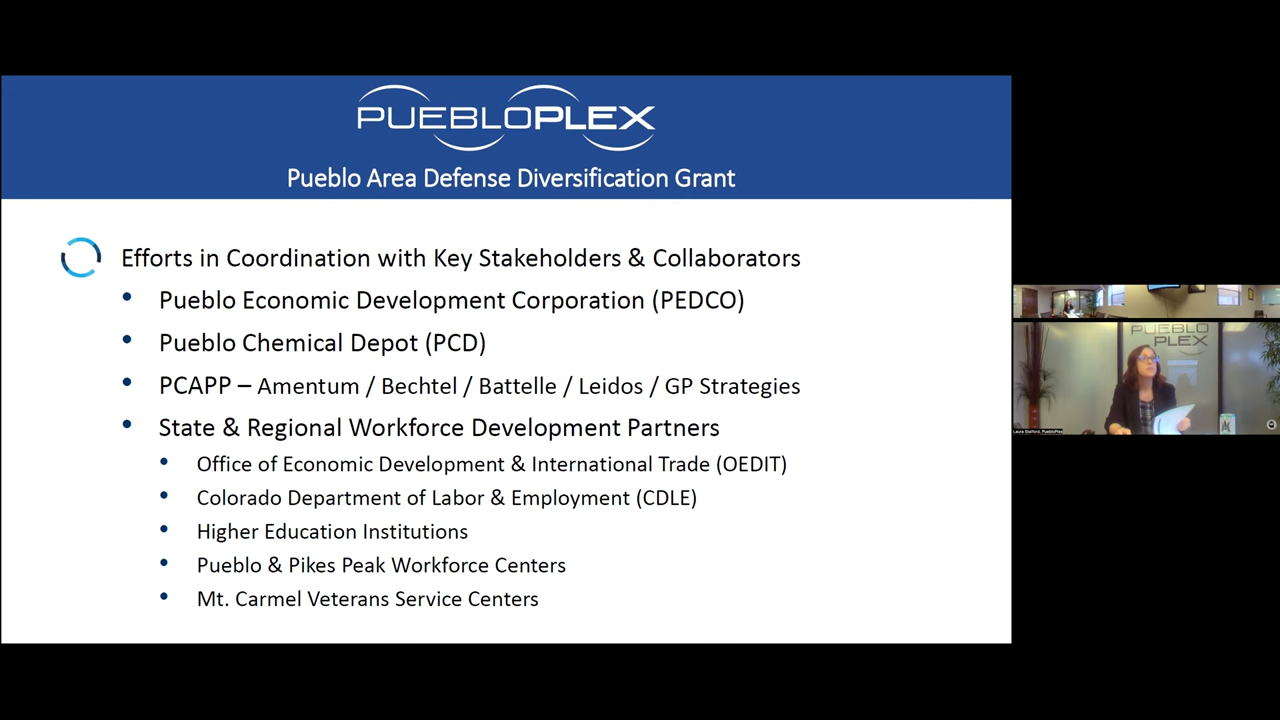 PUEBLOPLEX
Pueblo Area Defense Diversification Grant
Efforts in Coordination with Key Stakeholders & Collaborators
• Pueblo Economic Development Corporation (PEDCO)
• Pueblo Chemical Depot (PCD)
• PCAPP – Amentum / Bechtel / Battelle / Leidos / GP Strategies
• State & Regional Workforce Development Partners
• Office of Economic Development & International Trade (OEDIT)
• Colorado Department of Labor & Employment (CDLE)
• Higher Education Institutions
• Pueblo & Pikes Peak Workforce Centers
• Mt. Carmel Veterans Service Centers
PUEBLO
PLEX
Laura Stafford, PuebloPlex